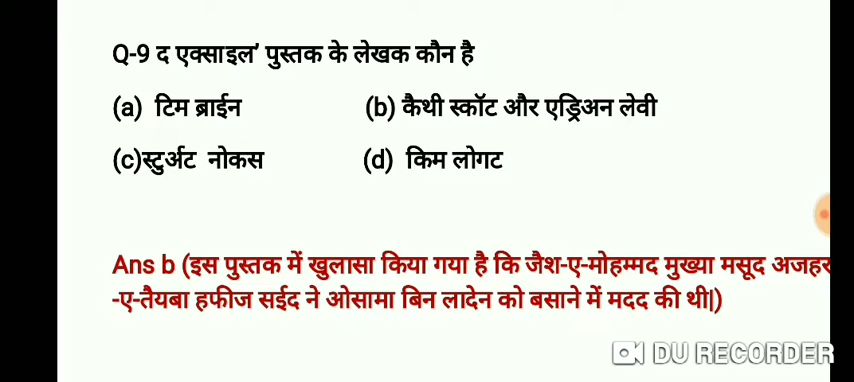 Q-9 द एक्साइल’ पुस्तक के लेखक कौन है
(a) टिम ब्राईन (b) कैथी स्कॉट और एड्रिअन लेवी
(c)स्टुर्अट नोकस (d) किम लोगट
Ans b (इस पुस्तक में खुलासा किया गया है कि जैश-ए-मोहम्मद मुख्या मसूद अजहर
-ए-तैयबा हफीज सईद ने ओसामा बिन लादेन को बसाने में मदद की थी|)
DU RECORDER